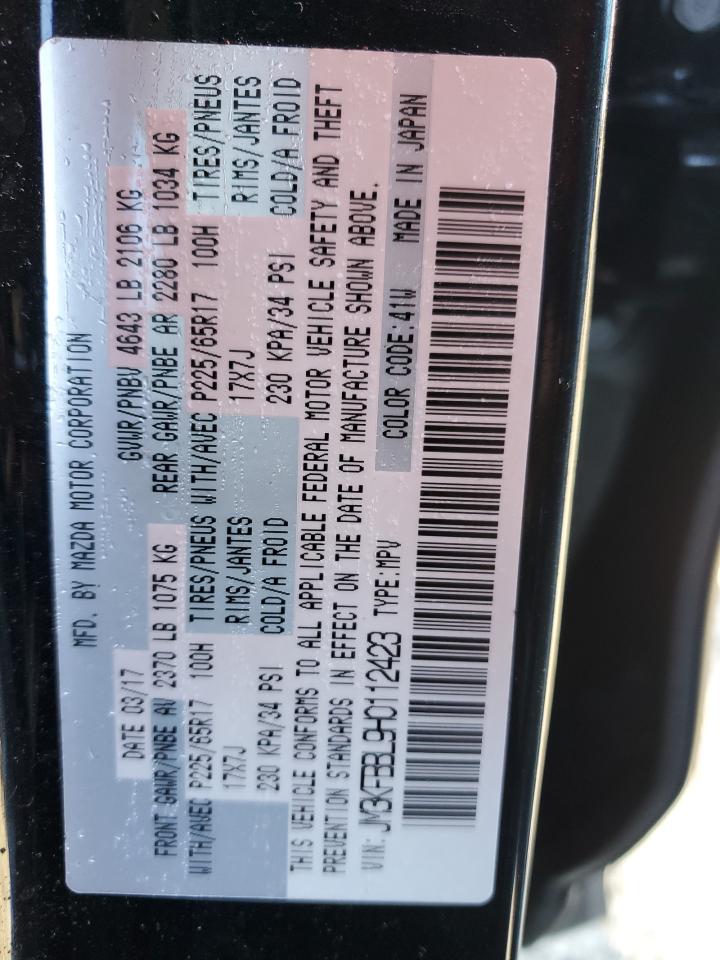 MFD. BY MAZDA MOTOR CORPORATION
DATE 03/17 GVWR/PNBV 4643 LB 2106 KG
FRONT GAWR/PNBE AV 2370 LB 1075 KG REAR GAWR/PNBE AR 2280 LB 1034 KG
WITH/AVEC P225/65R17 100H TIRES/PNEUS WITH/AVEC P225/65R17 100H TIRES/PNEUS
17X7J RIMS/JANTES 17X7J RIMS/JANTES
230 KPA/34 PSI COLD/A FROID 230 KPA/34 PSI COLD/A FROID
THIS VEHICLE CONFORMS TO ALL APPLICABLE FEDERAL MOTOR VEHICLE SAFETY AND THEFT
PREVENTION STANDARDS IN EFFECT ON THE DATE OF MANUFACTURE SHOWN ABOVE.
VIN:JM3KFBBL9H0112423 TYPE:MPV COLOR CODE:41W MADE IN JAPAN